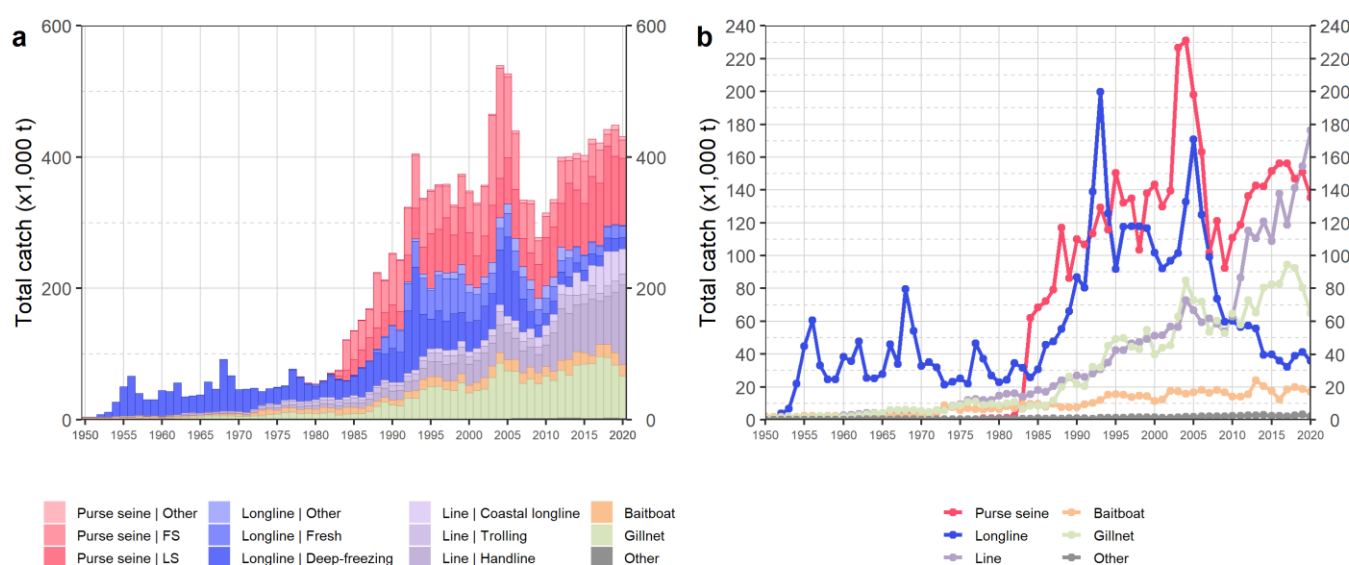 a
Total catch (x1,000 t)
600
400
200
0
600
400
200
0
1950 1955 1960 1965 1970 1975 1980 1985 1990 1995 2000 2005 2010 2015 2020
b
Total catch (x1,000 t)
240
220
200
180
160
140
120
100
80
60
40
20
0
240
220
200
180
160
140
120
100
80
60
40
20
0
1950 1955 1960 1965 1970 1975 1980 1985 1990 1995 2000 2005 2010 2015 2020
Purse seine | Other Longline | Other Line | Coastal longline Baitboat
Purse seine | FS Longline | Fresh Line | Trolling Gillnet
Purse seine | LS Longline | Deep-freezing Line | Handline Other
Purse seine Baitboat
Longline Gillnet
Line Other